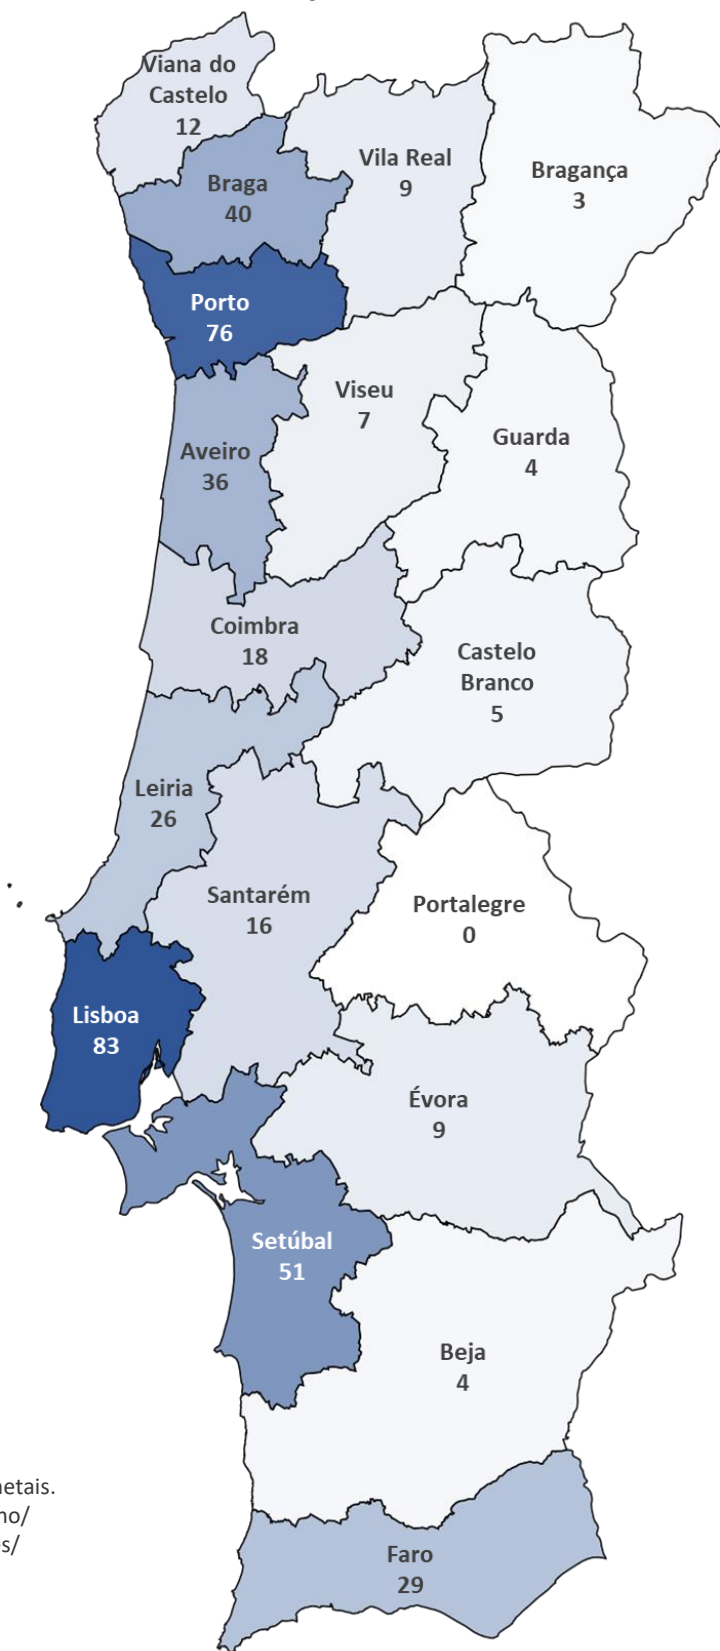 Viana do
Castelo
12
Braga
40
Vila Real
9
Bragança
3
Porto
76
Viseu
7
Guarda
4
Aveiro
36
Coimbra
18
Castelo
Branco
5
Leiria
26
Santarém
16
Portalegre
0
Lisboa
83
Évora
9
Setúbal
51
Beja
4
Faro
29